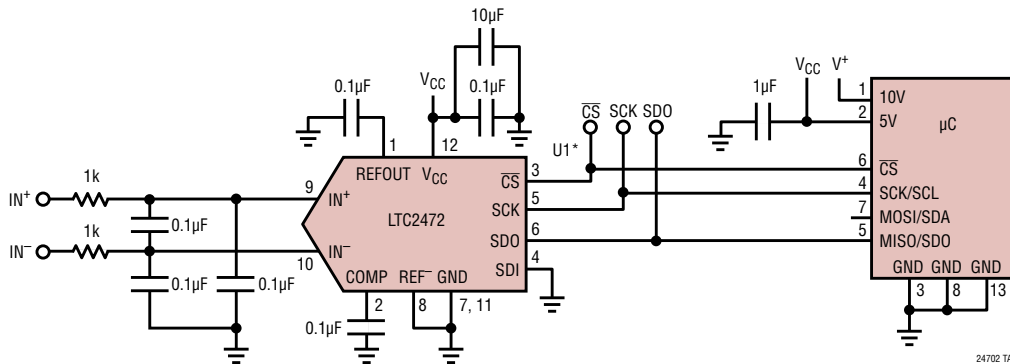 10µF
0.1µF
VCC
0.1µF
1
12
REFOUT
VCC
IN+
1k
9
IN+
0.1µF
LTC2472
IN−
1k
10
IN−
0.1µF
0.1µF
COMP
REF−
GND
2
8
7, 11
0.1µF
CS
3
SCK
5
SDO
6
SDI
4
CS
SCK
SDO
U1*
1µF
VCC
V+
1
10V
2
5V
µC
6
CS
4
SCK/SCL
7
MOSI/SDA
5
MISO/SDO
GND
GND
GND
3
8
13
24702 TA